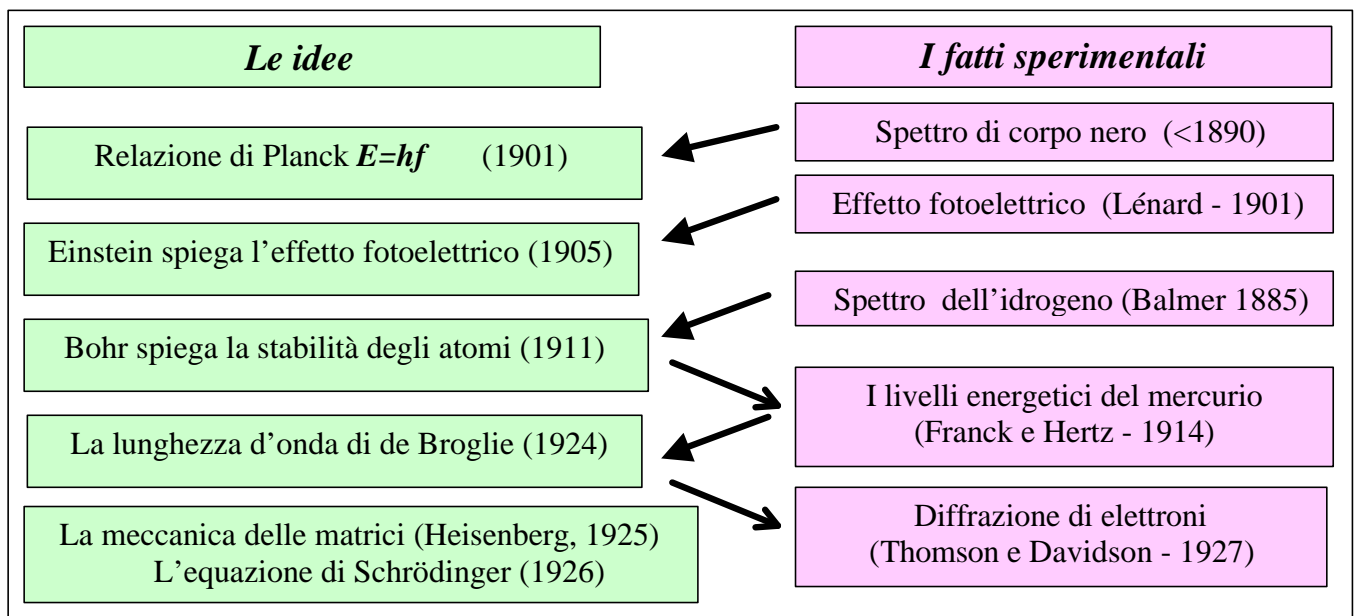 Le idee
I fatti sperimentali
Relazione di Planck E=hf (1901)
Spettro di corpo nero (<1890)
Einstein spiega l’effetto fotoelettrico (1905)
Effetto fotoelettrico (Lénard - 1901)
Bohr spiega la stabilità degli atomi (1911)
Spettro dell’idrogeno (Balmer 1885)
La lunghezza d’onda di de Broglie (1924)
I livelli energetici del mercurio
(Franck e Hertz - 1914)
La meccanica delle matrici (Heisenberg, 1925)
L’equazione di Schrödinger (1926)
Diffrazione di elettroni
(Thomson e Davidson - 1927)